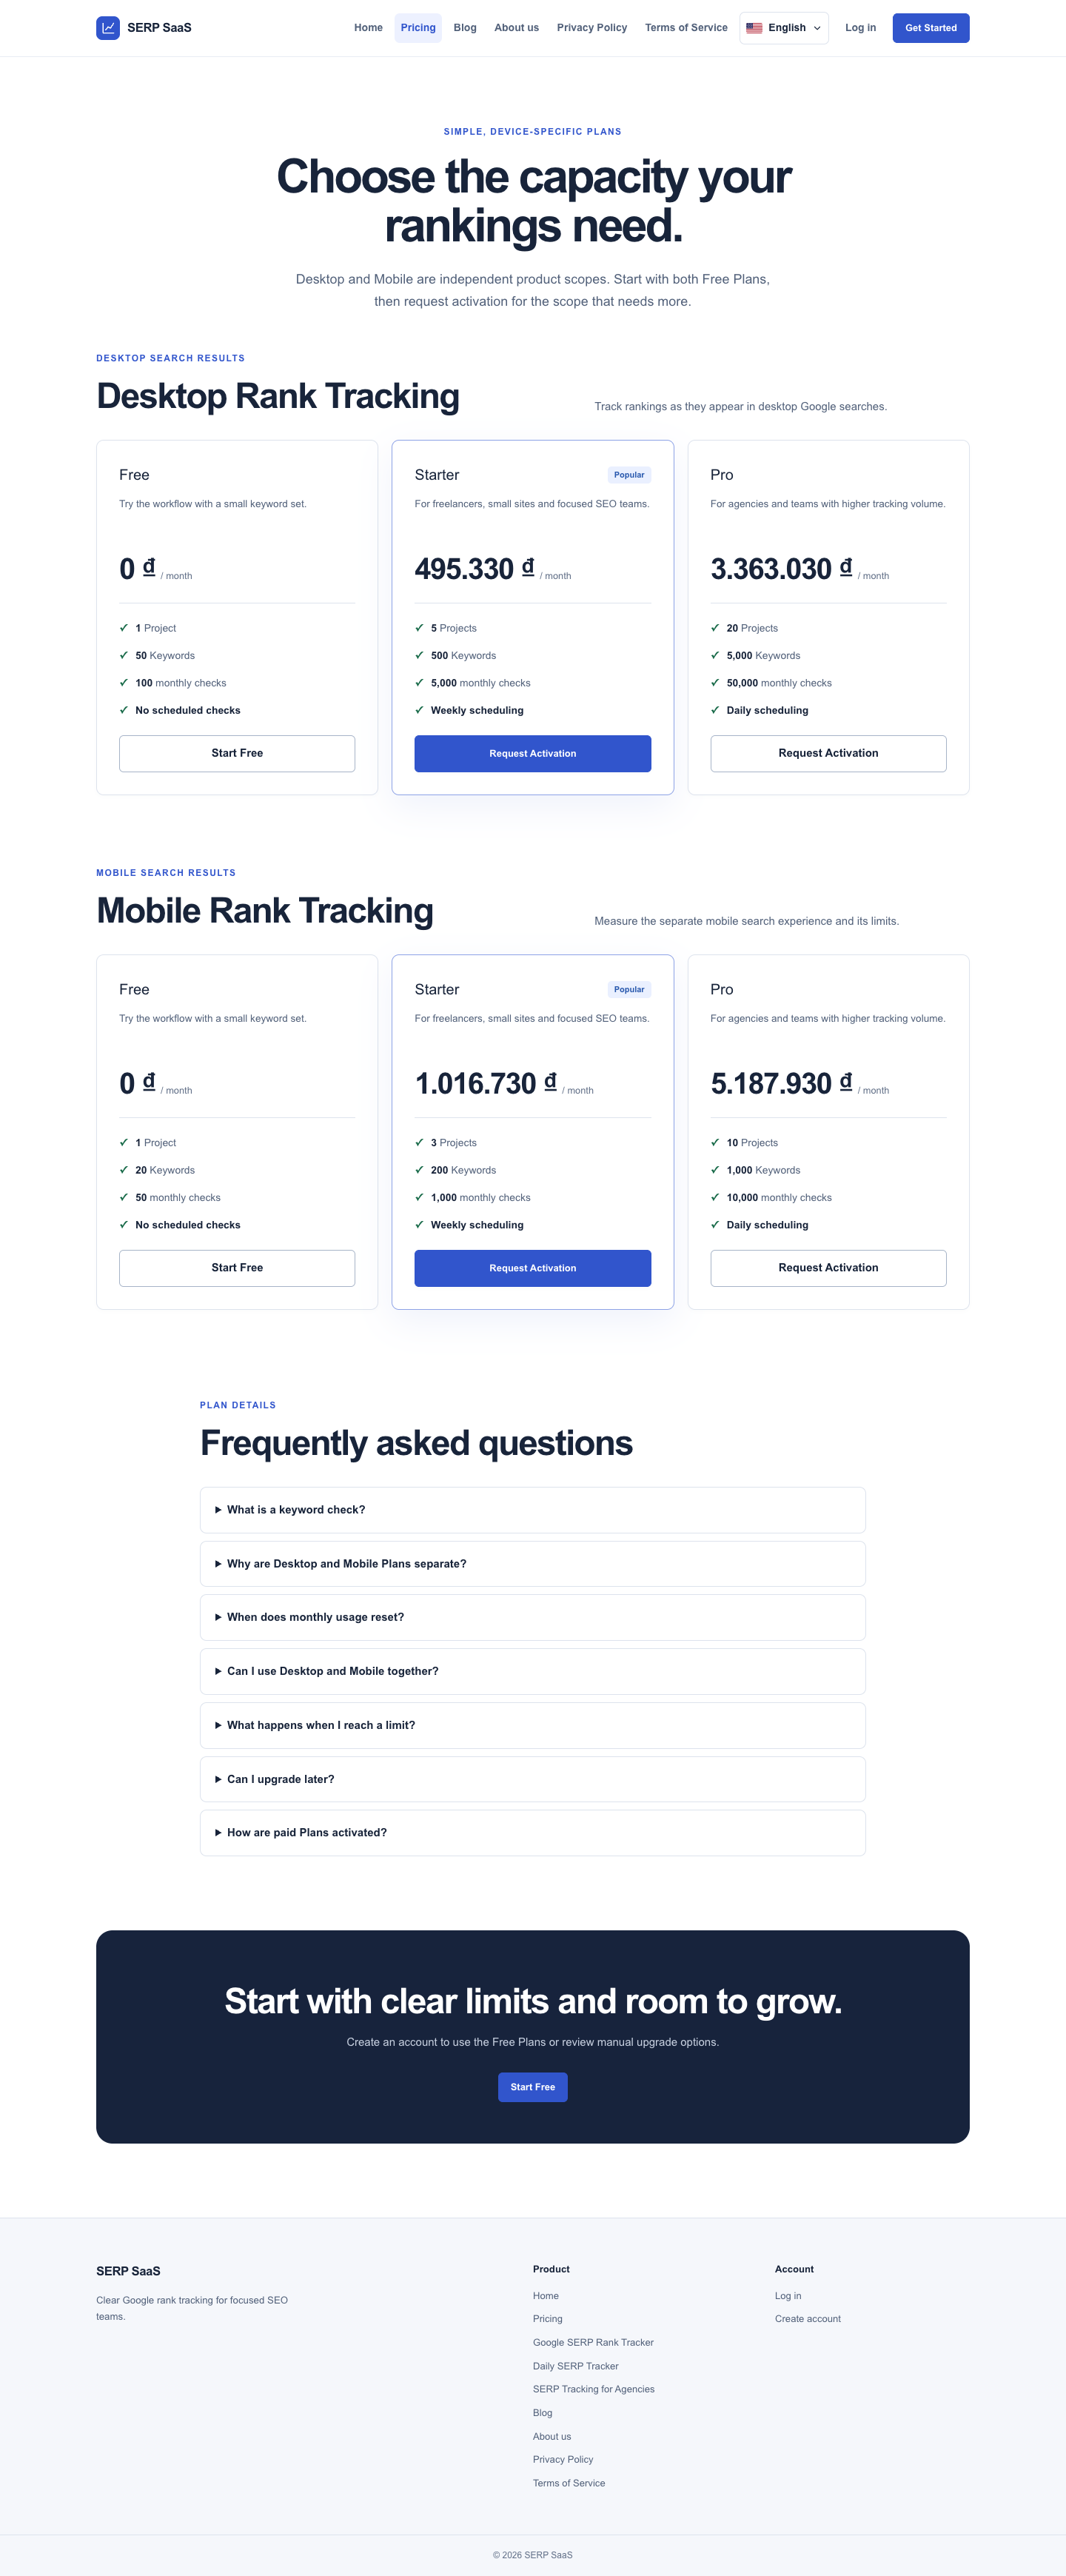 SERP SaaS
Home
Pricing
Blog
About us
Privacy Policy
Terms of Service
English
Log in
Get Started
SIMPLE, DEVICE-SPECIFIC PLANS
Choose the capacity your
rankings need.
Desktop and Mobile are independent product scopes. Start with both Free Plans,
then request activation for the scope that needs more.
DESKTOP SEARCH RESULTS
Desktop Rank Tracking
Track rankings as they appear in desktop Google searches.
Free
Try the workflow with a small keyword set.
0 ₫ / month
✓ 1 Project
✓ 50 Keywords
✓ 100 monthly checks
✓ No scheduled checks
Start Free
Starter
Popular
For freelancers, small sites and focused SEO teams.
495.330 ₫ / month
✓ 5 Projects
✓ 500 Keywords
✓ 5,000 monthly checks
✓ Weekly scheduling
Request Activation
Pro
For agencies and teams with higher tracking volume.
3.363.030 ₫ / month
✓ 20 Projects
✓ 5,000 Keywords
✓ 50,000 monthly checks
✓ Daily scheduling
Request Activation
MOBILE SEARCH RESULTS
Mobile Rank Tracking
Measure the separate mobile search experience and its limits.
Free
Try the workflow with a small keyword set.
0 ₫ / month
✓ 1 Project
✓ 20 Keywords
✓ 50 monthly checks
✓ No scheduled checks
Start Free
Starter
Popular
For freelancers, small sites and focused SEO teams.
1.016.730 ₫ / month
✓ 3 Projects
✓ 200 Keywords
✓ 1,000 monthly checks
✓ Weekly scheduling
Request Activation
Pro
For agencies and teams with higher tracking volume.
5.187.930 ₫ / month
✓ 10 Projects
✓ 1,000 Keywords
✓ 10,000 monthly checks
✓ Daily scheduling
Request Activation
PLAN DETAILS
Frequently asked questions
What is a keyword check?
Why are Desktop and Mobile Plans separate?
When does monthly usage reset?
Can I use Desktop and Mobile together?
What happens when I reach a limit?
Can I upgrade later?
How are paid Plans activated?
Start with clear limits and room to grow.
Create an account to use the Free Plans or review manual upgrade options.
Start Free
SERP SaaS
Clear Google rank tracking for focused SEO
teams.
Product
Home
Pricing
Google SERP Rank Tracker
Daily SERP Tracker
SERP Tracking for Agencies
Blog
About us
Privacy Policy
Terms of Service
Account
Log in
Create account
© 2026 SERP SaaS